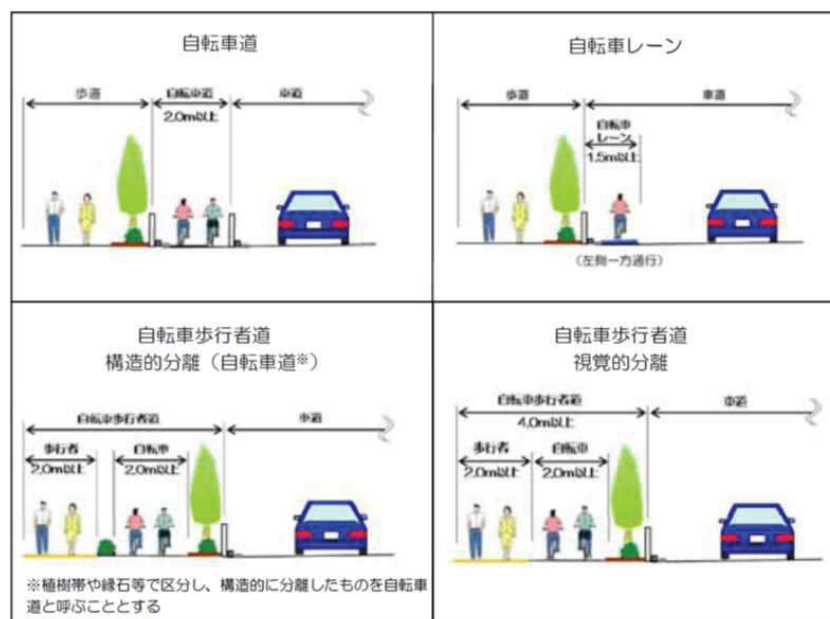 自転車道
歩道
自転車道
車道
2.0m以上
自転車レーン
歩道
車道
自転車
レーン
1.5m以上
(左側一方通行)
自転車歩行者道
構造的分離(自転車道※)
自転車歩行者道
車道
歩行者
自転車
2.0m以上
2.0m以上
※植樹帯や縁石等で区分し、構造的に分離したものを自転車
道と呼ぶこととする
自転車歩行者道
視覚的分離
自転車歩行者道
車道
4.0m以上
歩行者
自転車
2.0m以上
2.0m以上